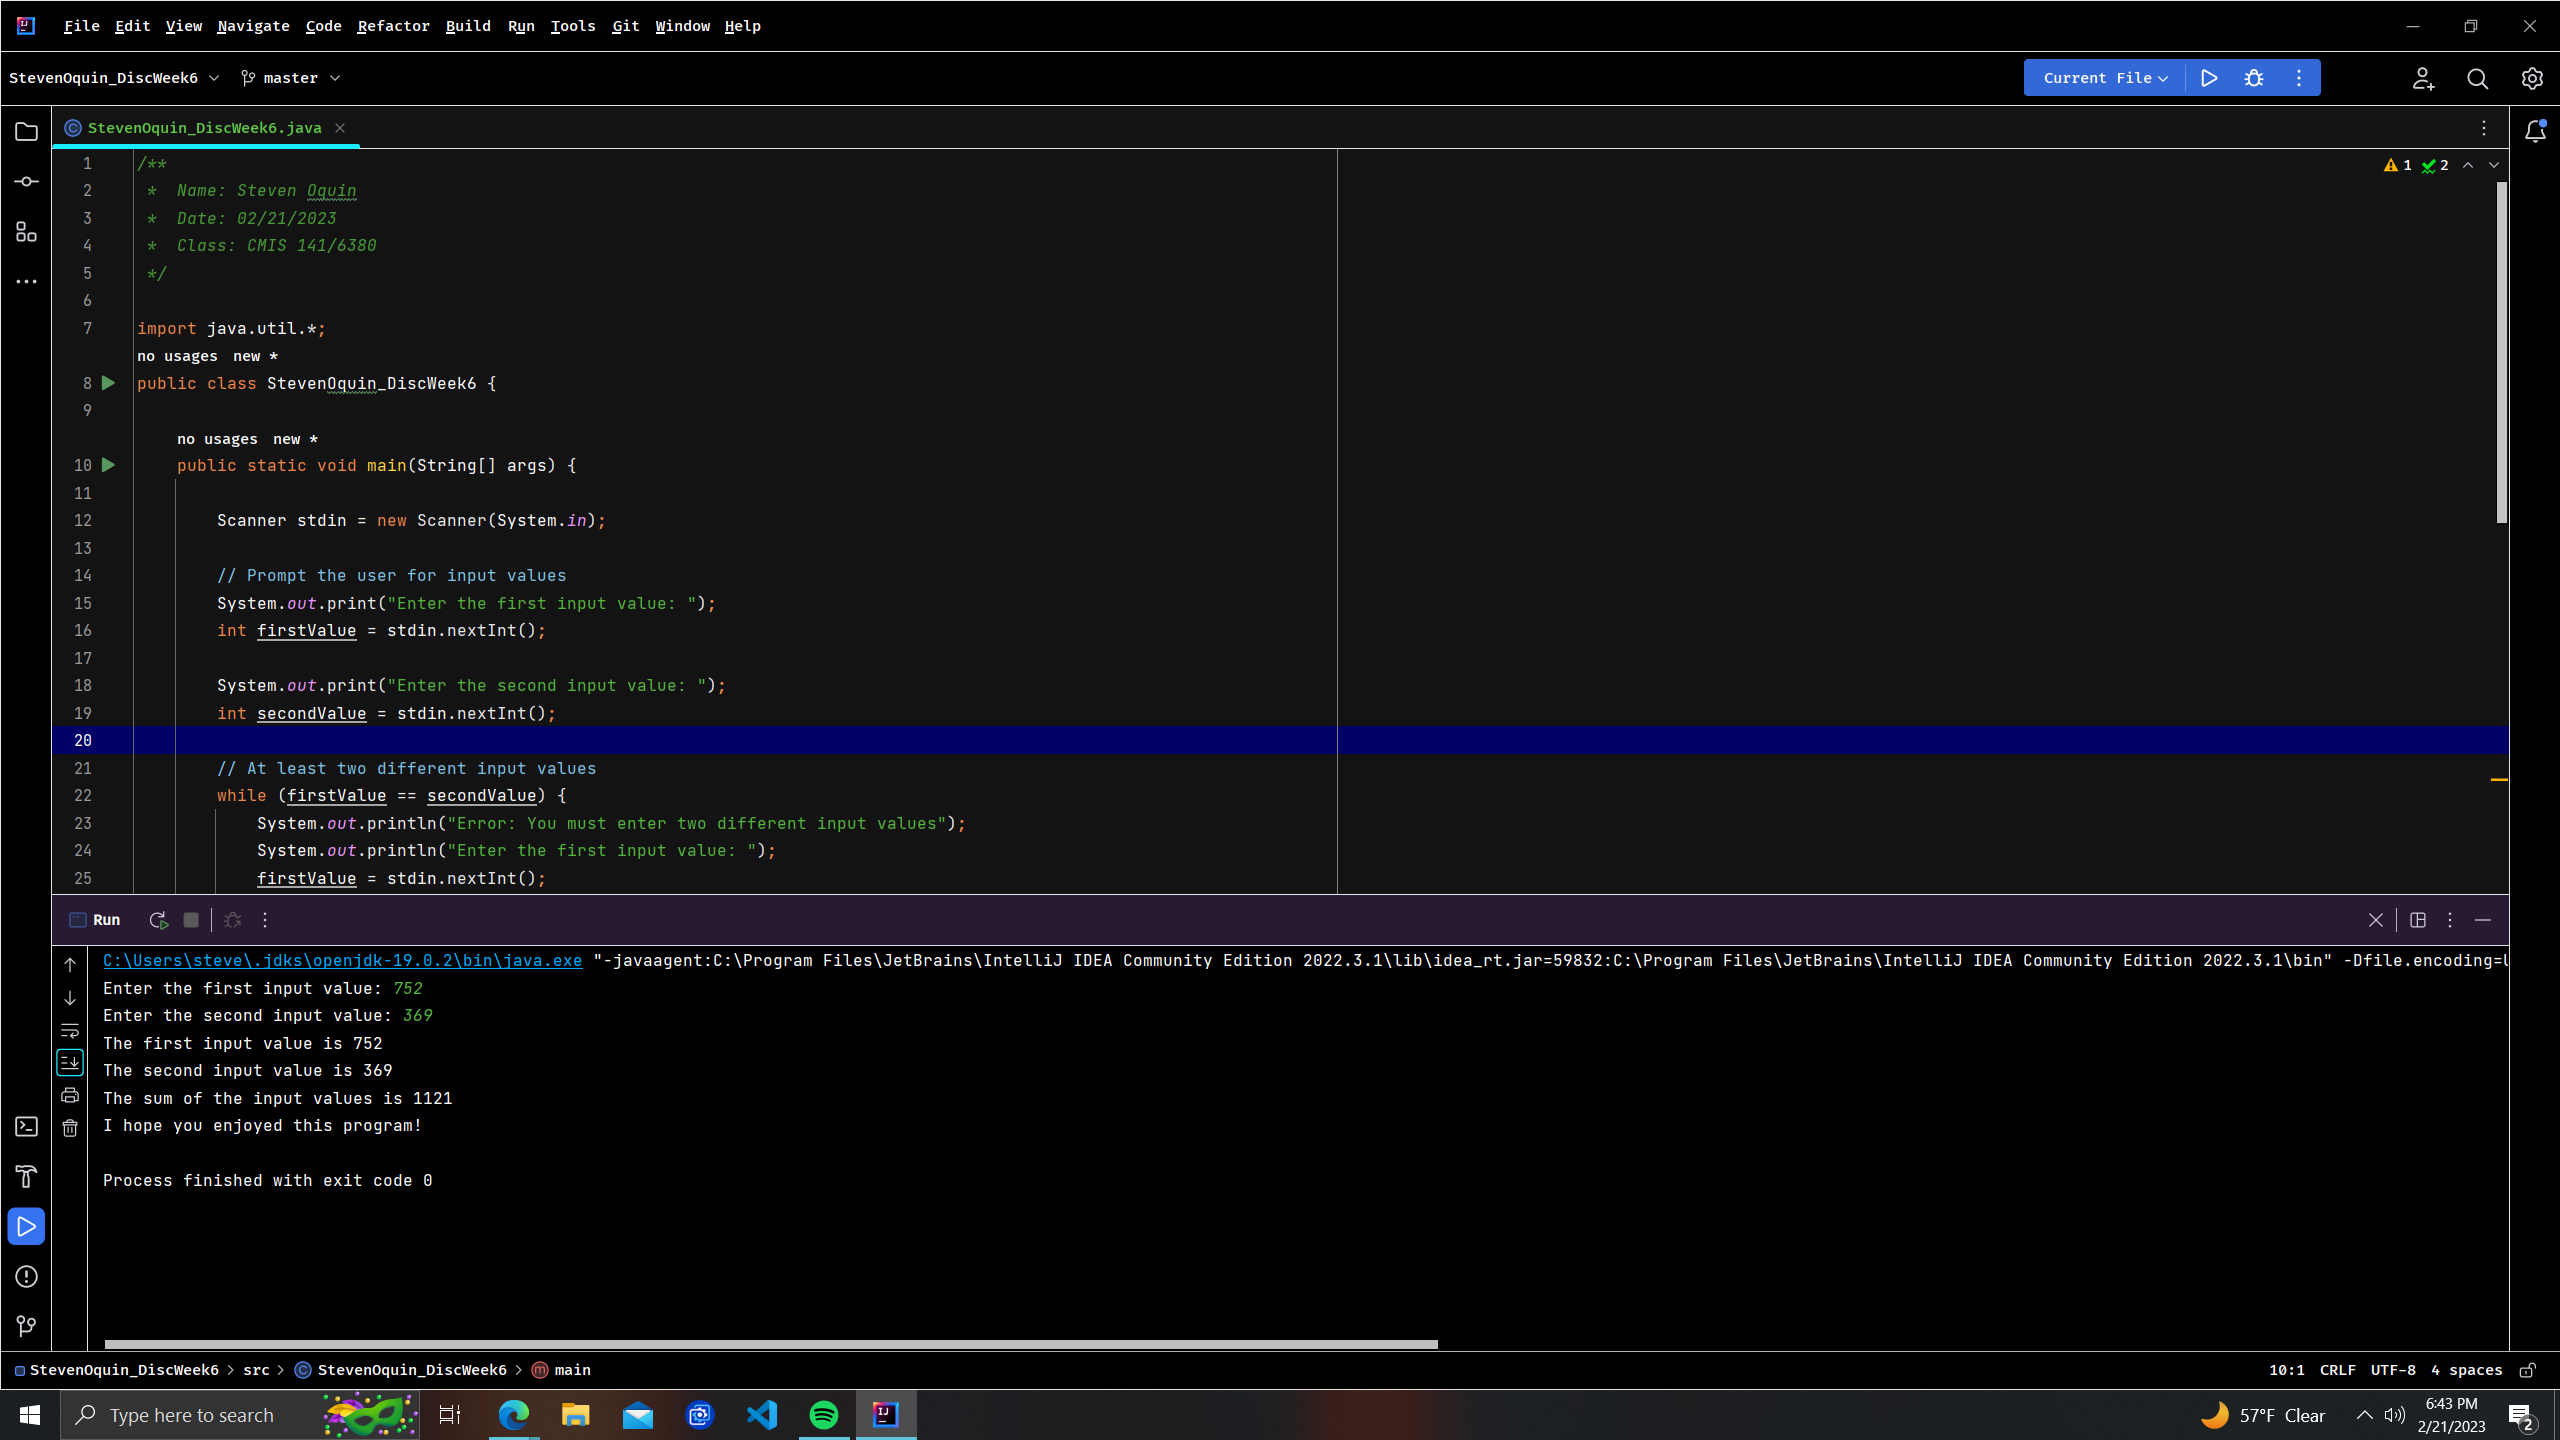 File Edit View Navigate Code Refactor Build Run Tools Git Window Help
StevenOquin_DiscWeek6 master Current File
StevenOquin_DiscWeek6.java
1 2
1 /**
2 * Name: Steven Oquin
3 * Date: 02/21/2023
4 * Class: CMIS 141/6380
5 */
6
7 import java.util.*;
no usages new *
8 public class StevenOquin_DiscWeek6 {
9
no usages new *
10 public static void main(String[] args) {
11
12 Scanner stdin = new Scanner(System.in);
13
14 // Prompt the user for input values
15 System.out.print("Enter the first input value: ");
16 int firstValue = stdin.nextInt();
17
18 System.out.print("Enter the second input value: ");
19 int secondValue = stdin.nextInt();
20
21 // At least two different input values
22 while (firstValue == secondValue) {
23 System.out.println("Error: You must enter two different input values");
24 System.out.println("Enter the first input value: ");
25 firstValue = stdin.nextInt();
Run
C:\Users\steve\.jdks\openjdk-19.0.2\bin\java.exe "-javaagent:C:\Program Files\JetBrains\IntelliJ IDEA Community Edition 2022.3.1\lib\idea_rt.jar=59832:C:\Program Files\JetBrains\IntelliJ IDEA Community Edition 2022.3.1\bin" -Dfile.encoding=
Enter the first input value: 752
Enter the second input value: 369
The first input value is 752
The second input value is 369
The sum of the input values is 1121
I hope you enjoyed this program!
Process finished with exit code 0
StevenOquin_DiscWeek6 > src > StevenOquin_DiscWeek6 > main
10:1 CRLF UTF-8 4 spaces
Type here to search
57°F Clear
6:43 PM
2/21/2023
2